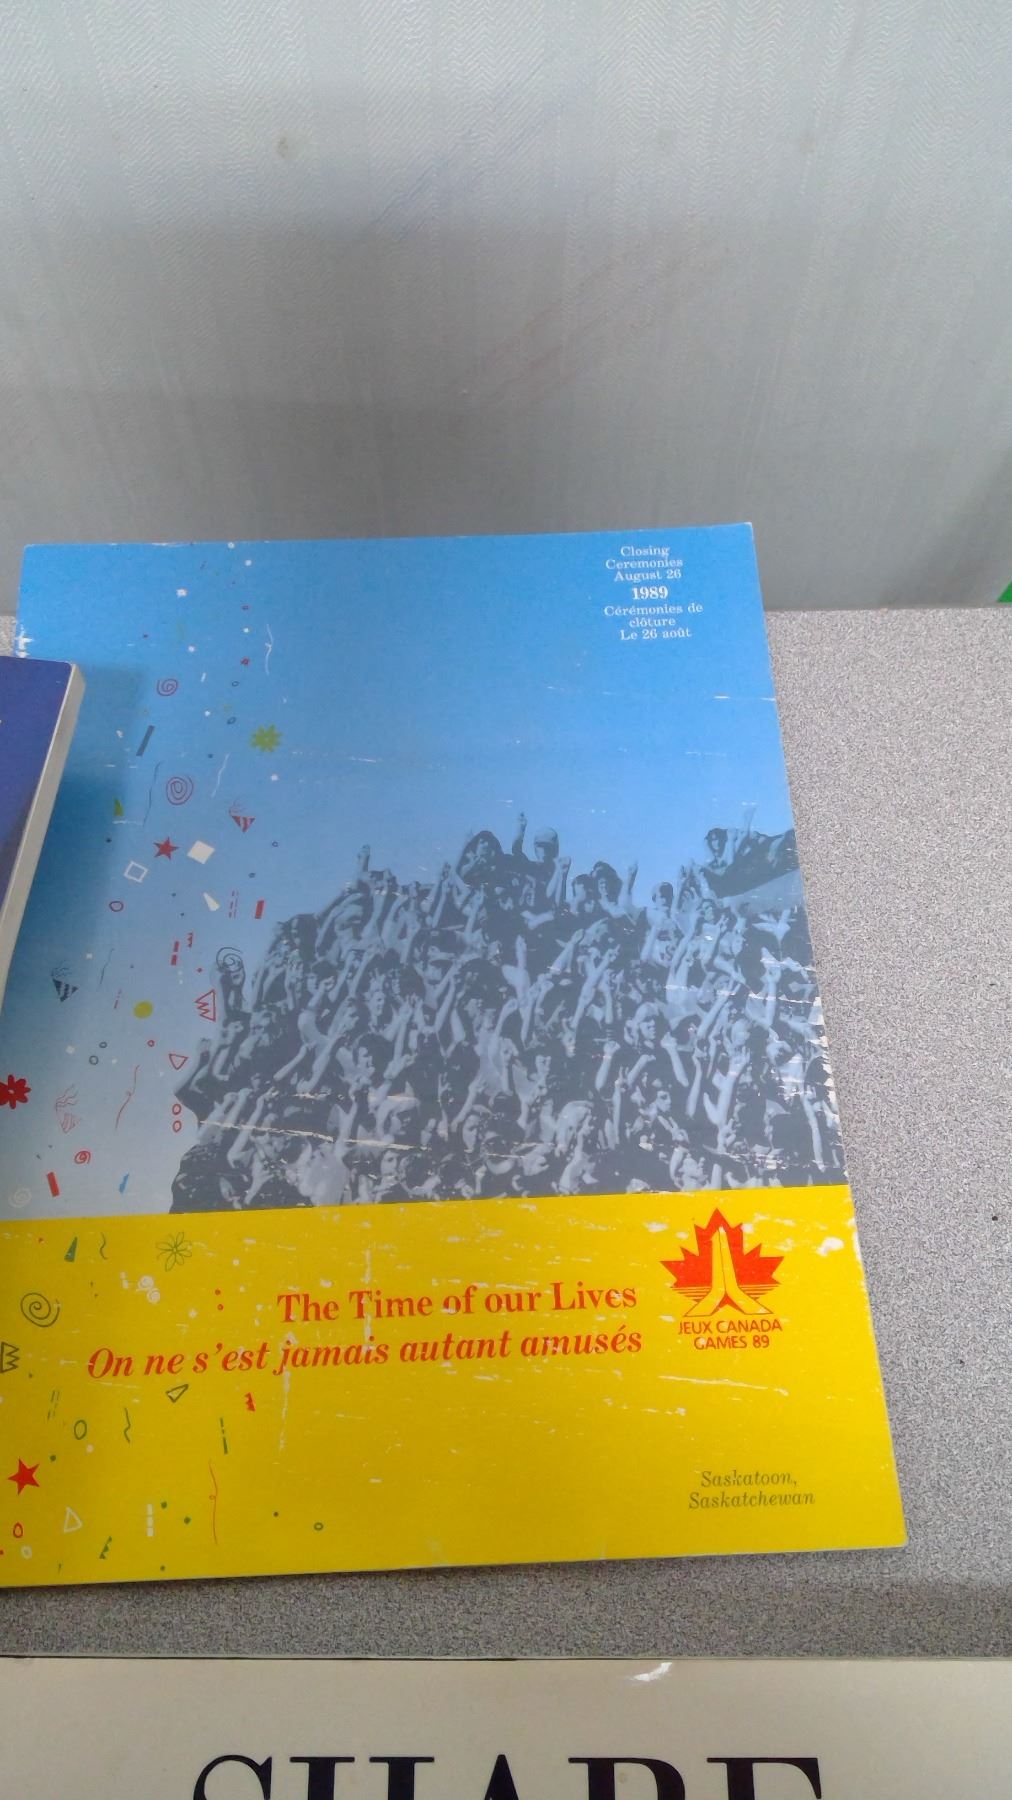 Closing
Ceremonies
August 26
1989
Cérémonies de
clôture
Le 26 août
The Time of our Lives
On ne s'est jamais autant amusés
JEUX CANADA
GAMES 89
Saskatoon,
Saskatchewan
SHARE